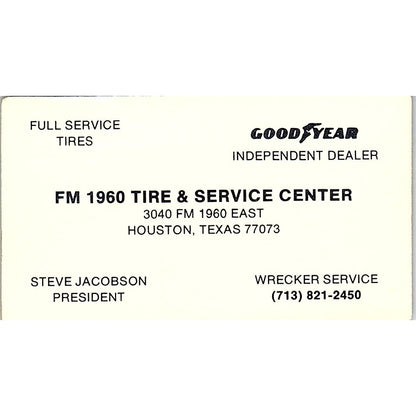 FULL SERVICE
TIRES
GOODYEAR
INDEPENDENT DEALER
FM 1960 TIRE & SERVICE CENTER
3040 FM 1960 EAST
HOUSTON, TEXAS 77073
STEVE JACOBSON
PRESIDENT
WRECKER SERVICE
(713) 821-2450